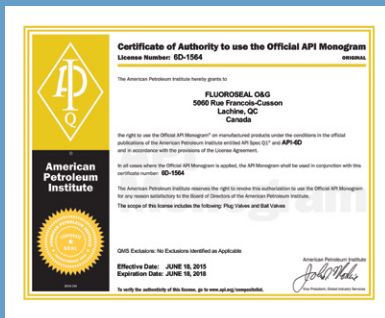 Certificate of Authority to use the Official API Monogram
License Number: 6D-1564
ORIGINAL
The American Petroleum Institute hereby grants to
FLUOROSEAL O&G
5060 Rue Francois-Cusson
Lachine, QC
Canada
the right to use the Official API Monogram® on manufactured products under the conditions in the official
publications of the American Petroleum Institute entitled API Spec Q1® and API-6D
and in accordance with the provisions of the License Agreement.
In all cases where the Official API Monogram is applied, the API Monogram shall be used in conjunction with this
certificate number: 6D-1564
The American Petroleum Institute reserves the right to revoke this authorization to use the Official API Monogram
for any reason satisfactory to the Board of Directors of the American Petroleum Institute.
The scope of this license includes the following: Plug Valves and Ball Valves
QMS Exclusions: No Exclusions Identified as Applicable
Effective Date: JUNE 18, 2015
Expiration Date: JUNE 18, 2018
To verify the authenticity of this license, go to www.api.org/compositelist.
American Petroleum Institute
Vice President, Global Industry Services
API
Q
American
Petroleum
Institute